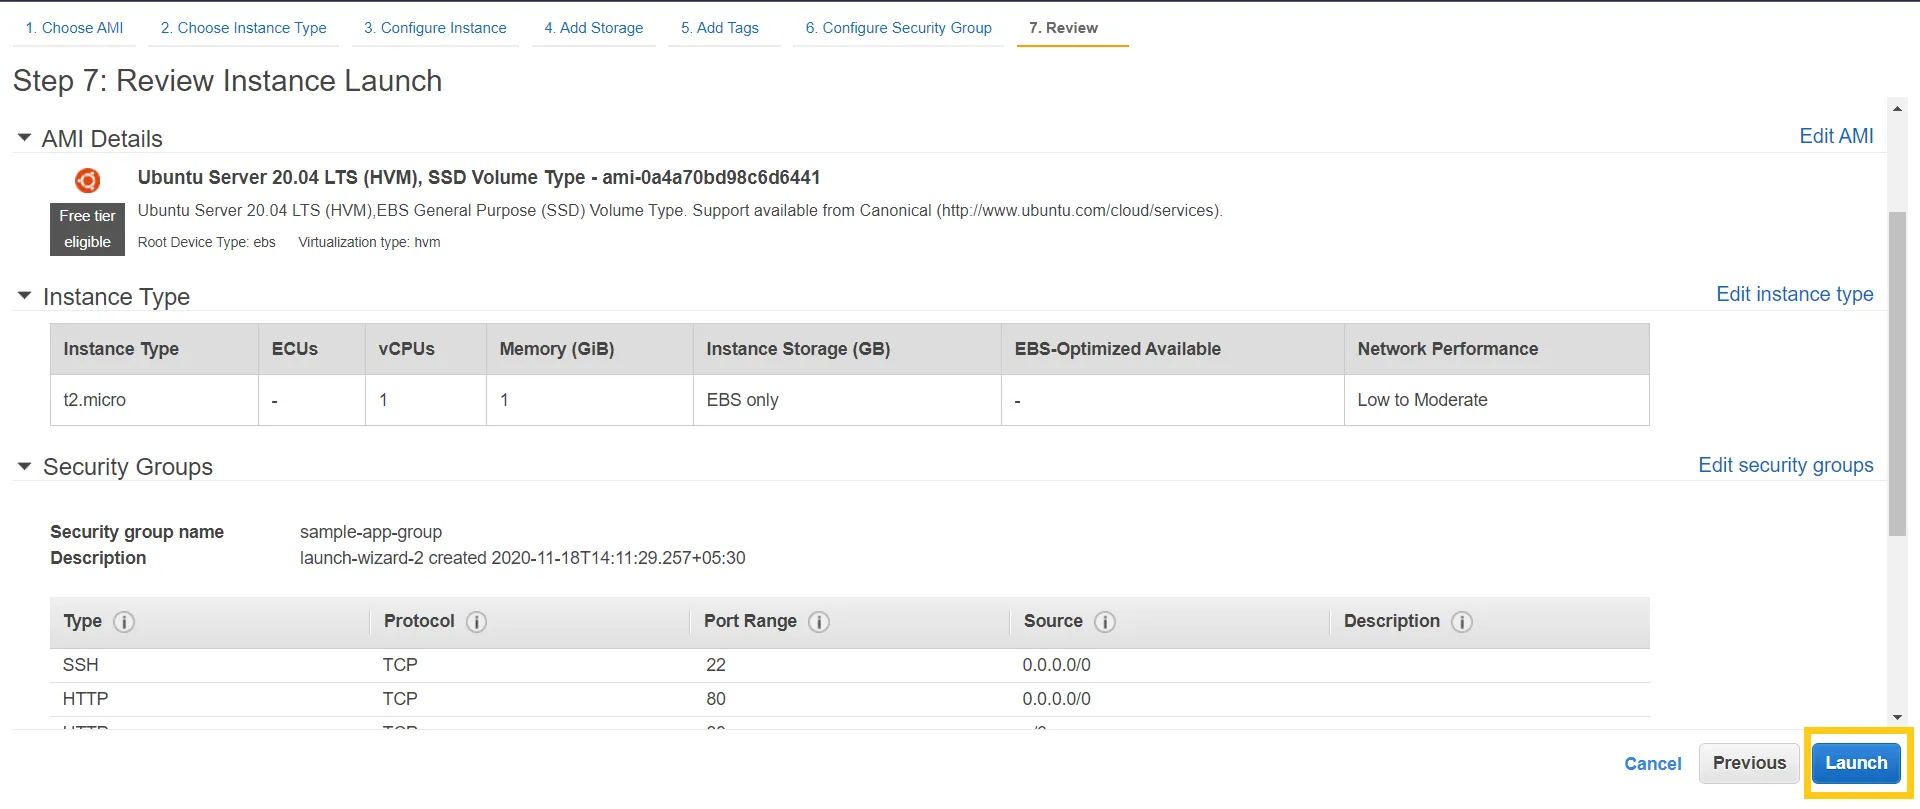 1. Choose AMI 2. Choose Instance Type 3. Configure Instance 4. Add Storage 5. Add Tags 6. Configure Security Group 7. Review
Step 7: Review Instance Launch
AMI Details Edit AMI
Ubuntu Server 20.04 LTS (HVM), SSD Volume Type - ami-0a4a70bd98c6d6441
Free tier
eligible
Ubuntu Server 20.04 LTS (HVM),EBS General Purpose (SSD) Volume Type. Support available from Canonical (http://www.ubuntu.com/cloud/services).
Root Device Type: ebs Virtualization type: hvm
Instance Type Edit instance type
Instance Type ECUs vCPUs Memory (GiB) Instance Storage (GB) EBS-Optimized Available Network Performance
t2.micro - 1 1 EBS only - Low to Moderate
Security Groups Edit security groups
Security group name sample-app-group
Description launch-wizard-2 created 2020-11-18T14:11:29.257+05:30
Type Protocol Port Range Source Description
SSH TCP 22 0.0.0.0/0
HTTP TCP 80 0.0.0.0/0
Cancel Previous Launch